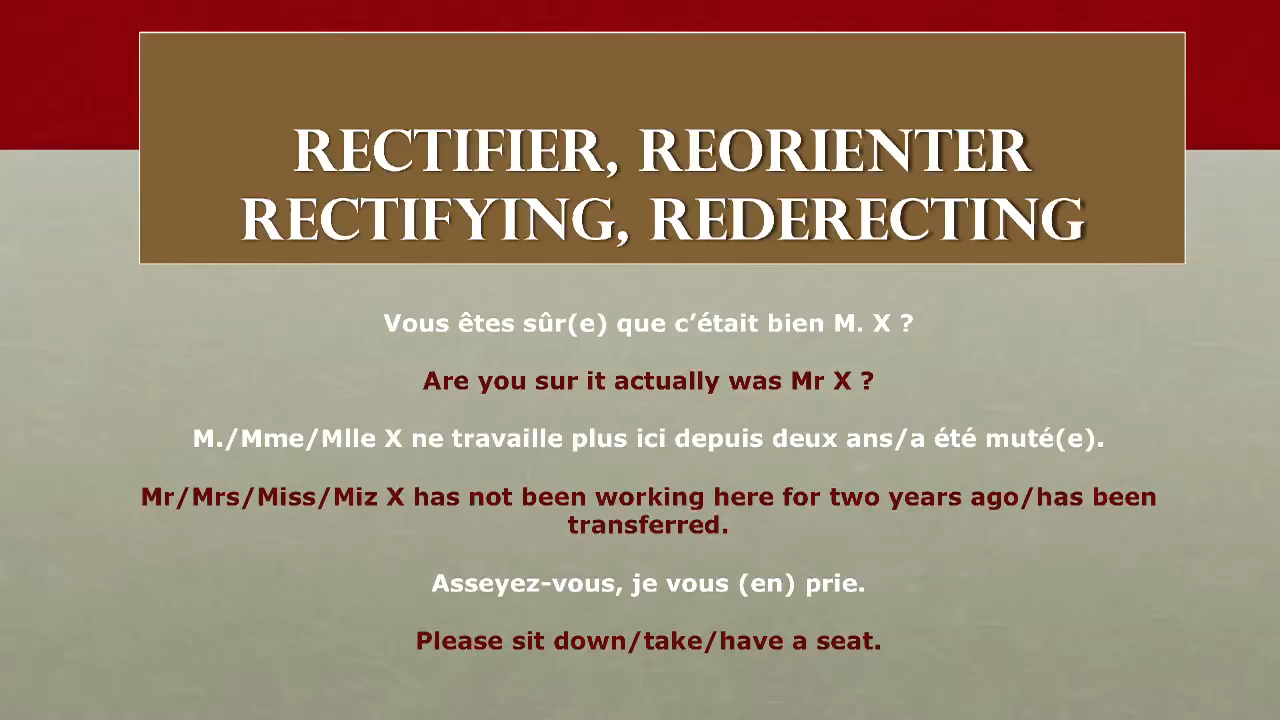 RECTIFIER, REORIENTER
RECTIFYING, REDERECTING
Vous êtes sûr(e) que c’était bien M. X ?
Are you sur it actually was Mr X ?
M./Mme/Mlle X ne travaille plus ici depuis deux ans/a été muté(e).
Mr/Mrs/Miss/Miz X has not been working here for two years ago/has been
transferred.
Asseyez-vous, je vous (en) prie.
Please sit down/take/have a seat.